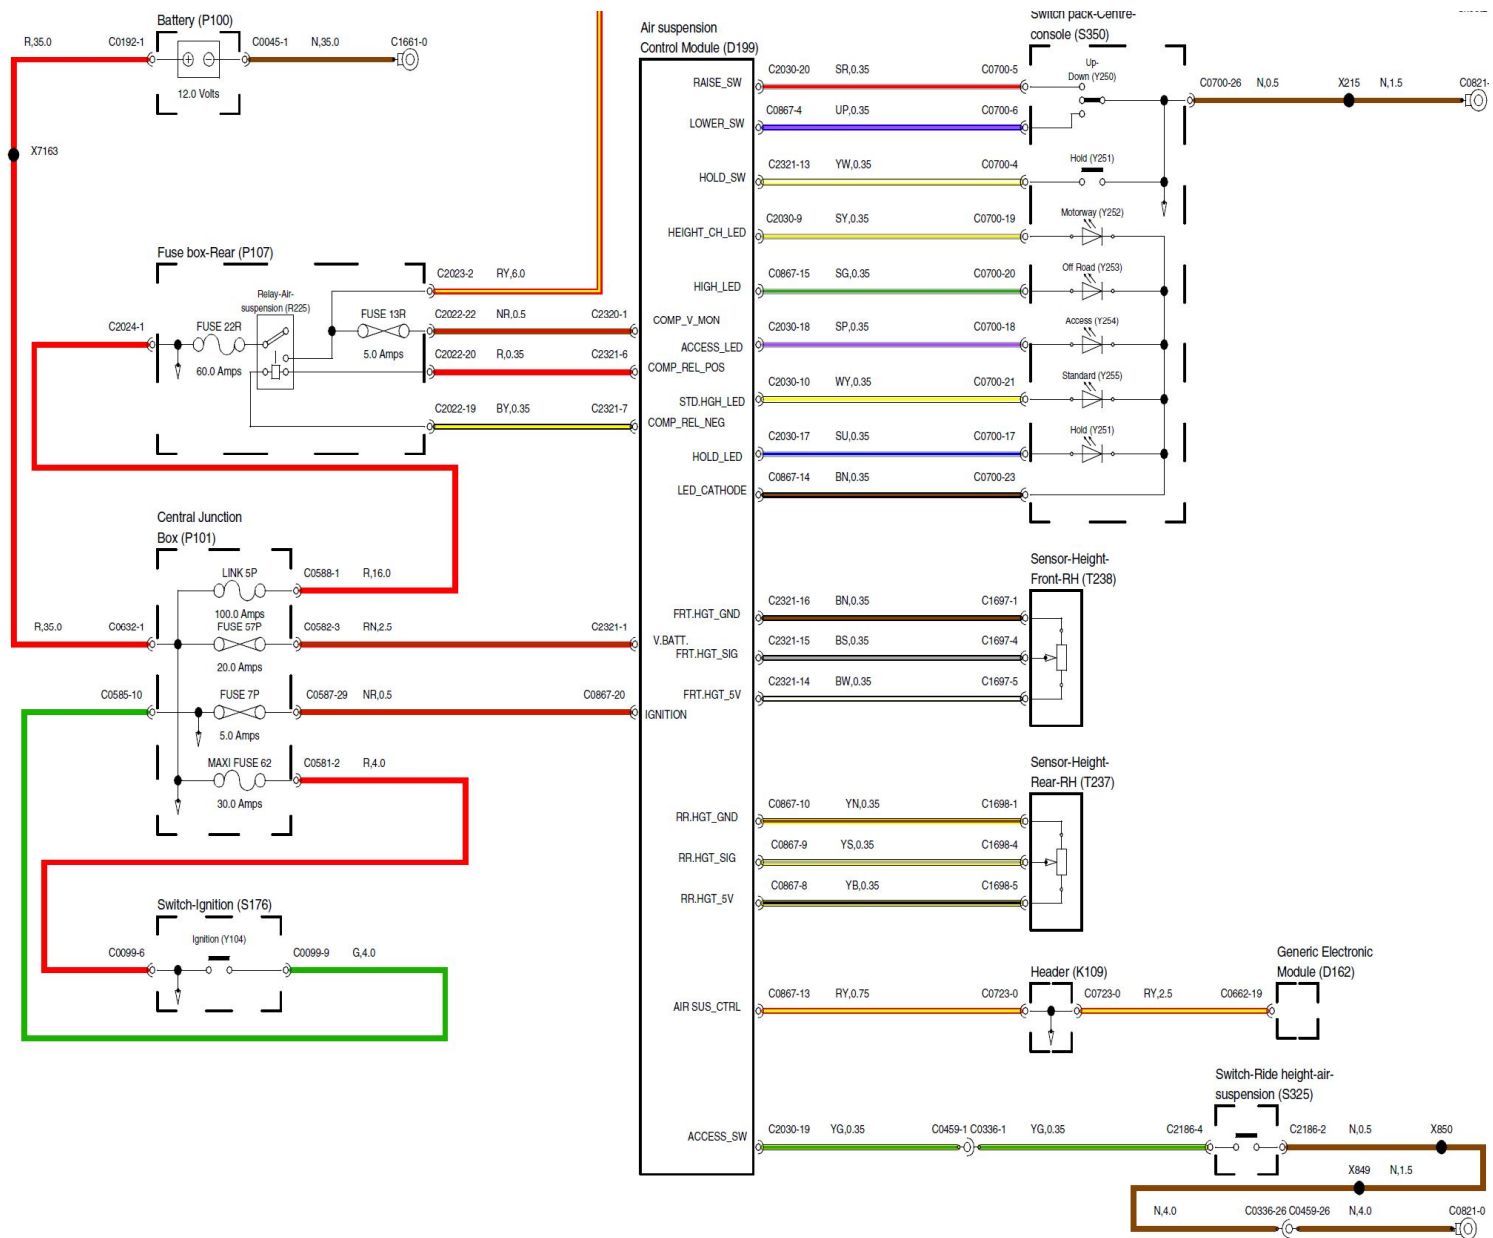 Battery (P100)
R,35.0 C0192-1 C0045-1 N,35.0 C1661-0
12.0 Volts
X7163
Air suspension
Control Module (D199)
Switch pack-Centre-
console (S350)
Up-
Down (Y250)
RAISE_SW C2030-20 SR,0.35 C0700-5
C0700-26 N,0.5 X215 N,1.5 C0821-
LOWER_SW C0867-4 UP,0.35 C0700-6
HOLD_SW C2321-13 YW,0.35 C0700-4 Hold (Y251)
HEIGHT_CH_LED C2030-9 SY,0.35 C0700-19 Motorway (Y252)
HIGH_LED C0867-15 SG,0.35 C0700-20 Off Road (Y253)
ACCESS_LED C2030-18 SP,0.35 C0700-18 Access (Y254)
STD.HGH_LED C2030-10 WY,0.35 C0700-21 Standard (Y255)
HOLD_LED C2030-17 SU,0.35 C0700-17 Hold (Y251)
LED_CATHODE C0867-14 BN,0.35 C0700-23
Fuse box-Rear (P107)
C2023-2 RY,6.0
Relay-Air-
suspension (R225)
C2024-1 FUSE 22R FUSE 13R C2022-22 NR,0.5 C2320-1 COMP_V_MON
60.0 Amps 5.0 Amps C2022-20 R,0.35 C2321-6 COMP_REL_POS
C2022-19 BY,0.35 C2321-7 COMP_REL_NEG
Central Junction
Box (P101)
LINK 5P C0588-1 R,16.0
100.0 Amps
R,35.0 C0632-1 FUSE 57P C0582-3 RN,2.5 C2321-1 V.BATT.
20.0 Amps
C0585-10 FUSE 7P C0587-29 NR,0.5 C0867-20 IGNITION
5.0 Amps
MAXI FUSE 62 C0581-2 R,4.0
30.0 Amps
Sensor-Height-
Front-RH (T238)
FRT.HGT_GND C2321-16 BN,0.35 C1697-1
FRT.HGT_SIG C2321-15 BS,0.35 C1697-4
FRT.HGT_5V C2321-14 BW,0.35 C1697-5
Sensor-Height-
Rear-RH (T237)
RR.HGT_GND C0867-10 YN,0.35 C1698-1
RR.HGT_SIG C0867-9 YS,0.35 C1698-4
RR.HGT_5V C0867-8 YB,0.35 C1698-5
Switch-Ignition (S176)
Ignition (Y104)
C0099-6 C0099-9 G,4.0
Header (K109)
Generic Electronic
Module (D162)
AIR SUS_CTRL C0867-13 RY,0.75 C0723-0 C0723-0 RY,2.5 C0662-19
Switch-Ride height-air-
suspension (S325)
ACCESS_SW C2030-19 YG,0.35 C0459-1 C0336-1 YG,0.35 C2186-4 C2186-2 N,0.5 X850
X849 N,1.5
N,4.0 C0336-26 C0459-26 N,4.0 C0821-0